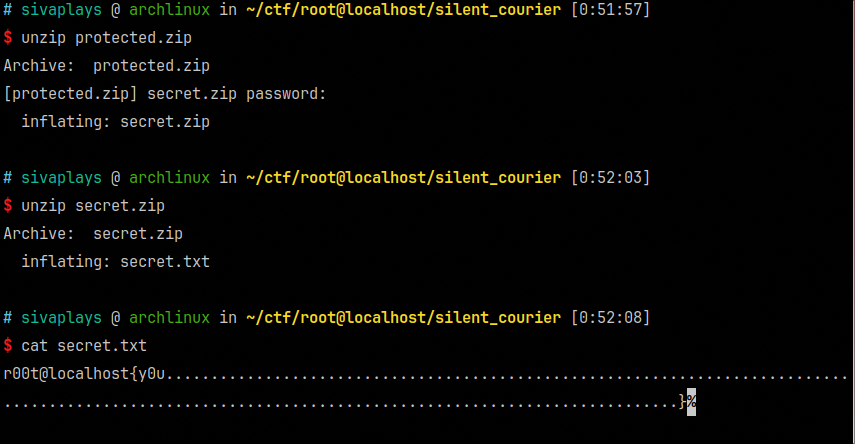 # sivaplays @ archlinux in ~/ctf/root@localhost/silent_courier [0:51:57]
$ unzip protected.zip
Archive:  protected.zip
[protected.zip] secret.zip password:
  inflating: secret.zip
# sivaplays @ archlinux in ~/ctf/root@localhost/silent_courier [0:52:03]
$ unzip secret.zip
Archive:  secret.zip
  inflating: secret.txt
# sivaplays @ archlinux in ~/ctf/root@localhost/silent_courier [0:52:08]
$ cat secret.txt
r00t@localhost{y0u............................................................................
...........................................................................}%